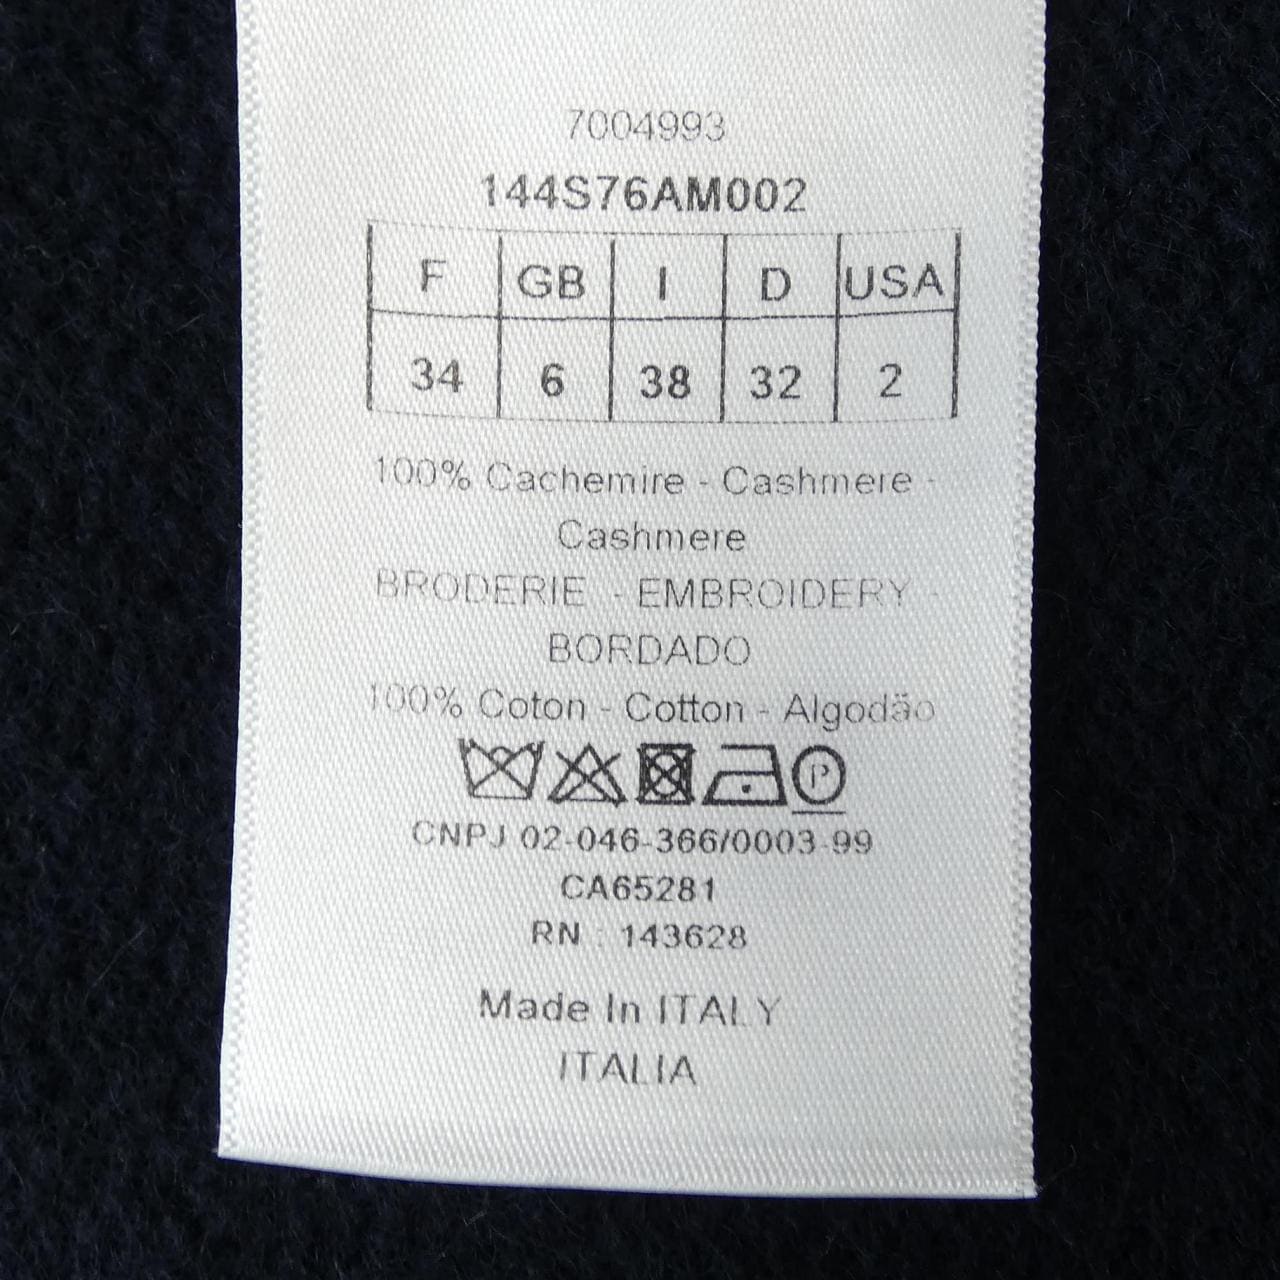 7004993
144S76AM002
F GB I D USA
34 6 38 32 2
100% Cachemire - Cashmere -
Cashmere
BRODERIE - EMBROIDERY -
BORDADO
100% Coton - Cotton - Algodäo
P
CNPJ 02-046-366/0003-99
CA65281
RN : 143628
Made In ITALY
ITALIA